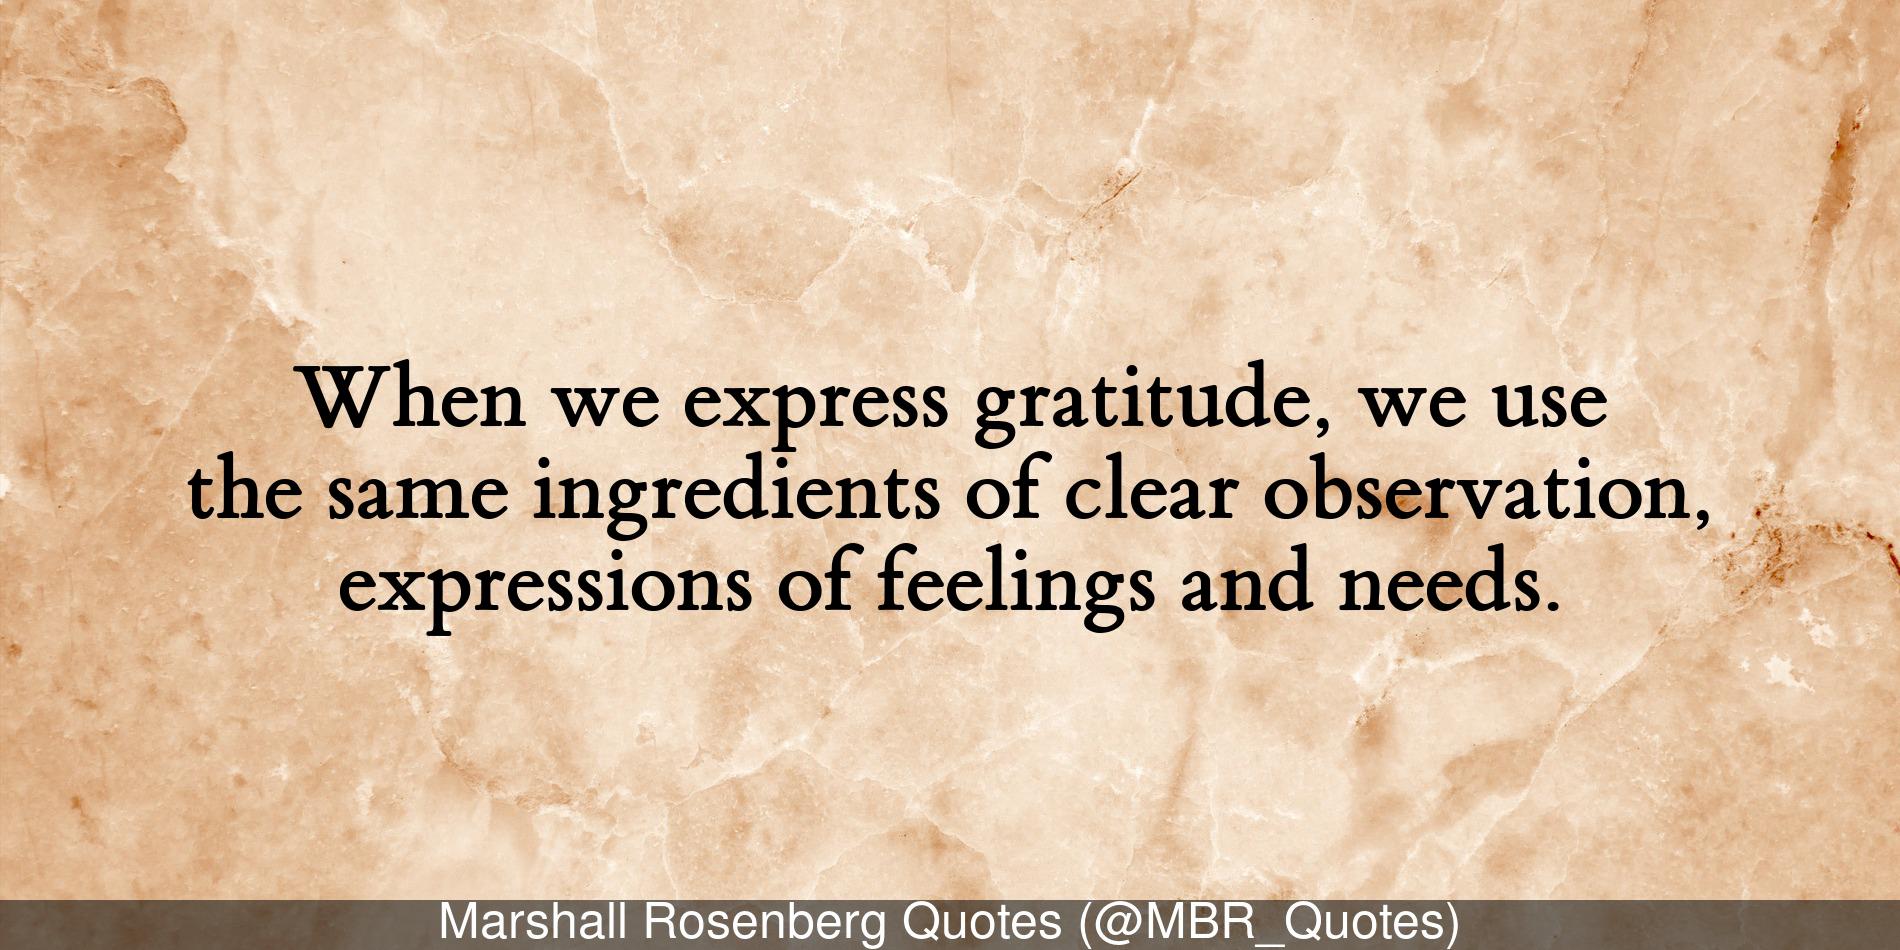 When we express gratitude, we use
the same ingredients of clear observation,
expressions of feelings and needs.
Marshall Rosenberg Quotes (@MBR_Quotes)